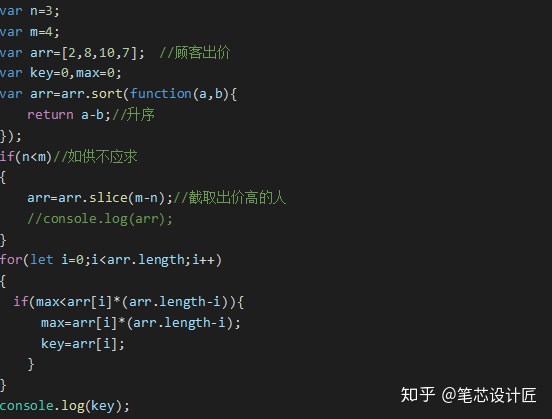 var n=3;
var m=4;
var arr=[2,8,10,7];  //顾客出价
var key=0,max=0;
var arr=arr.sort(function(a,b){
    return a-b;//升序
});
if(n<m)//如供不应求
{
    arr=arr.slice(m-n);//截取出价高的人
    //console.log(arr);
}
for(let i=0;i<arr.length;i++)
{
  if(max<arr[i]*(arr.length-i)){
     max=arr[i]*(arr.length-i);
     key=arr[i];
    }
}
console.log(key);
知乎 @笔芯设计匠